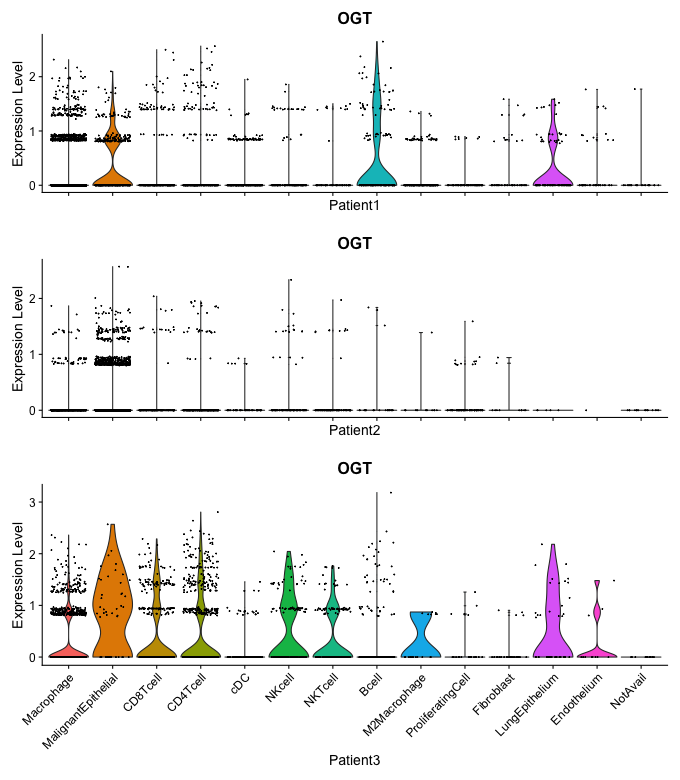 OGT
Expression Level
2
1
0
Patient1
OGT
Expression Level
2
1
0
Patient2
OGT
Expression Level
3
2
1
0
Macrophage
MalignantEpithelial
CD8Tcell
CD4Tcell
cDC
NKcell
NKTcell
Bcell
M2Macrophage
ProliferatingCell
Fibroblast
LungEpithelium
Endothelium
NotAvail
Patient3